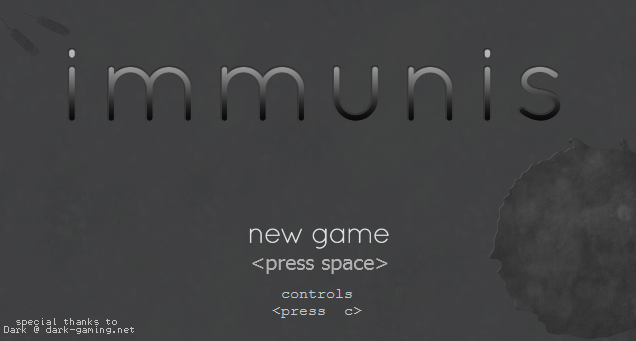 immunis
new game
<press space>
controls
<press c>
special thanks to
Dark @ dark-gaming.net